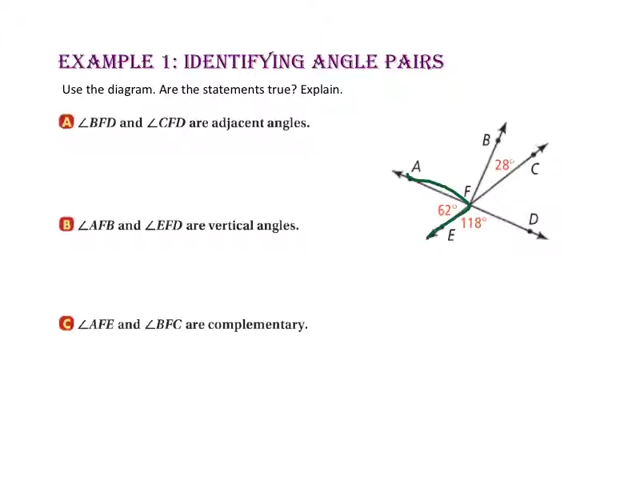 EXAMPLE 1: IDENTIFYING ANGLE PAIRS
Use the diagram. Are the statements true? Explain.
A ∠BFD and ∠CFD are adjacent angles.
B ∠AFB and ∠EFD are vertical angles.
C ∠AFE and ∠BFC are complementary.
B
A
28°
C
F
62°
118°
D
E